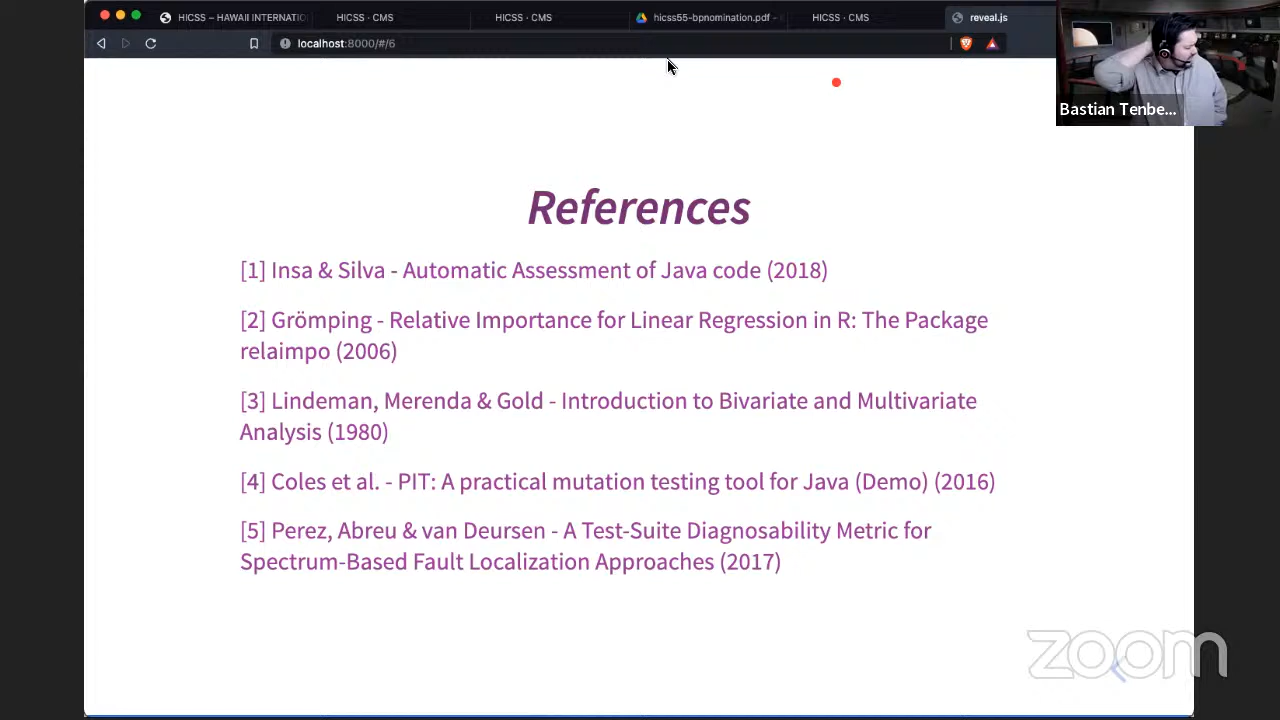 HICSS – HAWAII INTERNATIO
HICSS · CMS
HICSS · CMS
hicss55-bpnomination.pdf -
HICSS · CMS
reveal.js
localhost:8000/#/6
Bastian Tenbe...
References
[1] Insa & Silva - Automatic Assessment of Java code (2018)
[2] Grömping - Relative Importance for Linear Regression in R: The Package
relaimpo (2006)
[3] Lindeman, Merenda & Gold - Introduction to Bivariate and Multivariate
Analysis (1980)
[4] Coles et al. - PIT: A practical mutation testing tool for Java (Demo) (2016)
[5] Perez, Abreu & van Deursen - A Test-Suite Diagnosability Metric for
Spectrum-Based Fault Localization Approaches (2017)
zoom